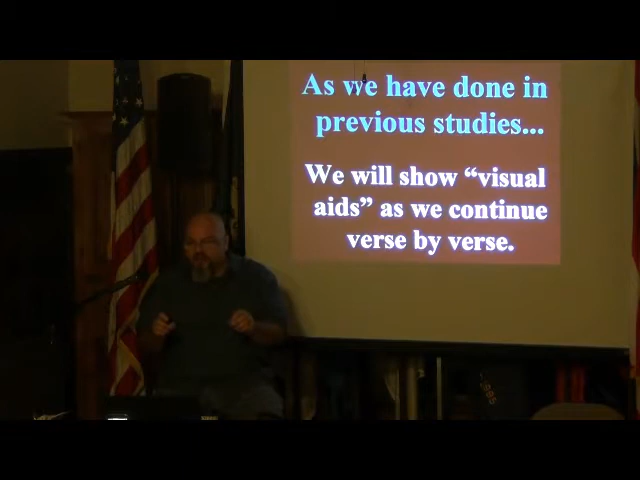 As we have done in
previous studies...
We will show “visual
aids” as we continue
verse by verse.